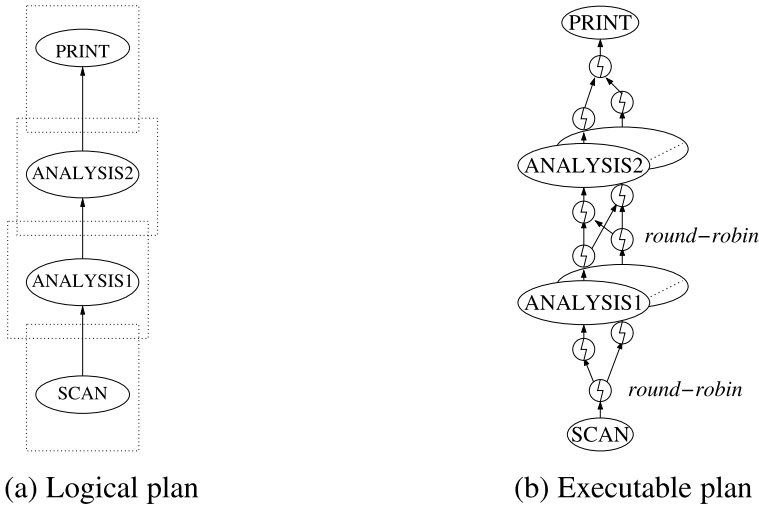 PRINT
ANALYSIS2
ANALYSIS1
SCAN
(a) Logical plan
PRINT
ANALYSIS2
round−robin
ANALYSIS1
round−robin
SCAN
(b) Executable plan